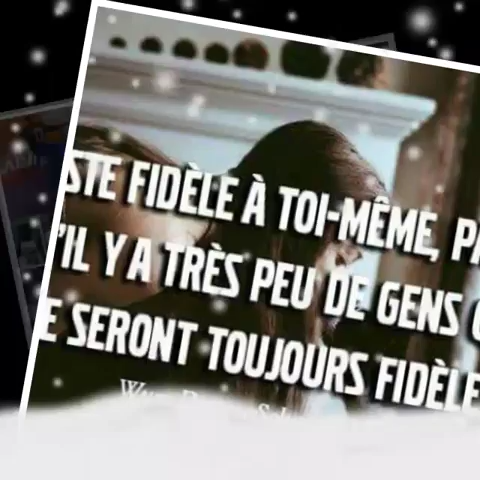 STE FIDÈLE À TOI-MÊME, PA
'IL Y A TRÈS PEU DE GENS
E SERONT TOUJOURS FIDÈLE